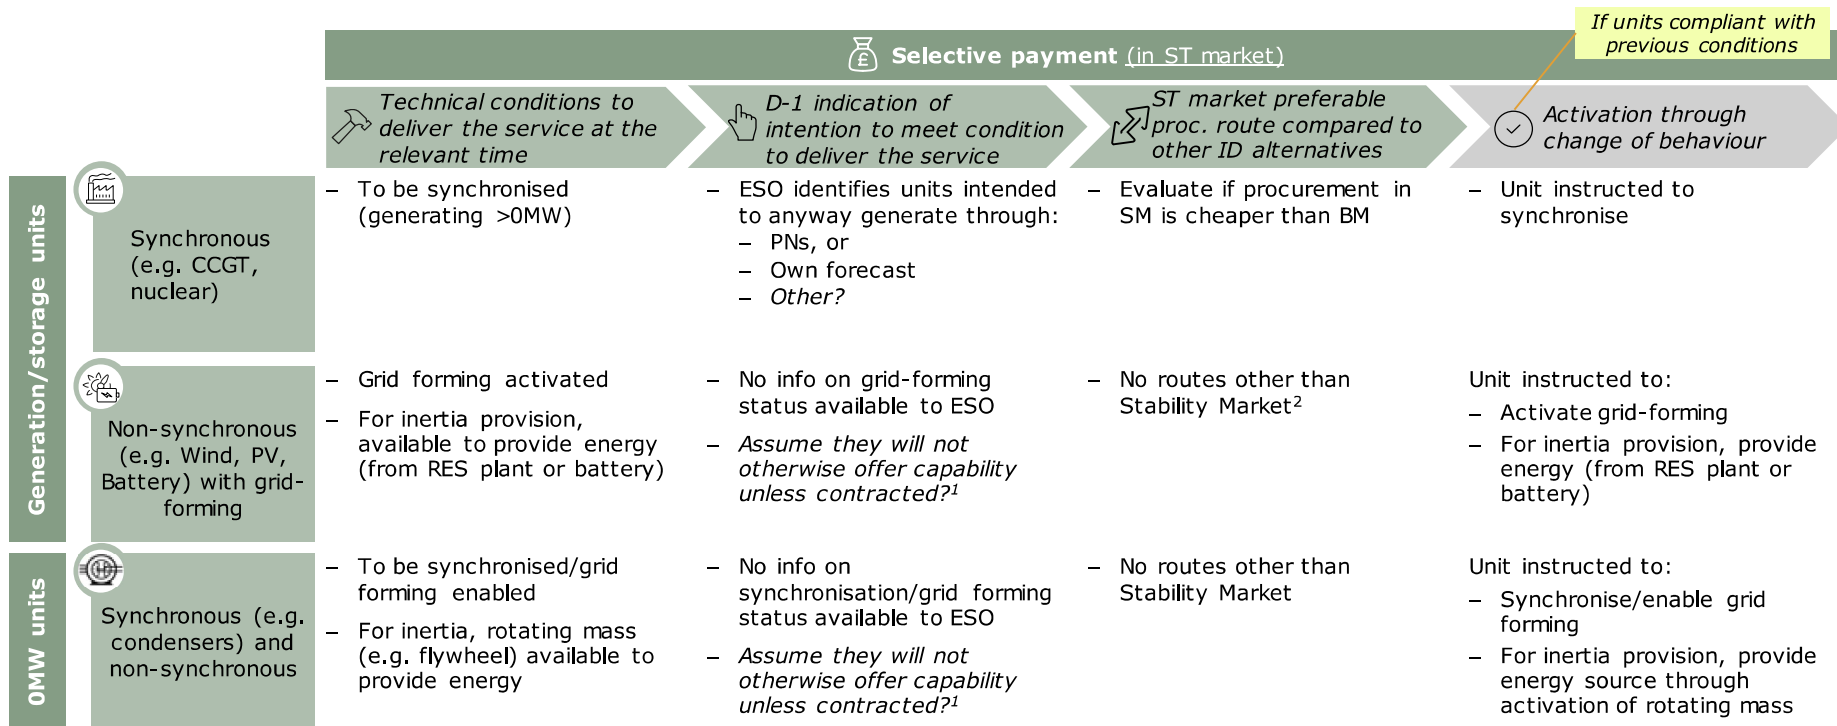 If units compliant with
previous conditions
Selective payment (in ST market)
Technical conditions to
deliver the service at the
relevant time
D-1 indication of
intention to meet condition
to deliver the service
ST market preferable
proc. route compared to
other ID alternatives
Activation through
change of behaviour
Generation/storage units
Synchronous
(e.g. CCGT,
nuclear)
– To be synchronised
(generating >0MW)
– ESO identifies units intended
to anyway generate through:
– PNs, or
– Own forecast
– Other?
– Evaluate if procurement in
SM is cheaper than BM
– Unit instructed to
synchronise
Non-synchronous
(e.g. Wind, PV,
Battery) with grid-
forming
– Grid forming activated
– For inertia provision,
available to provide energy
(from RES plant or battery)
– No info on grid-forming
status available to ESO
– Assume they will not
otherwise offer capability
unless contracted?¹
– No routes other than
Stability Market²
Unit instructed to:
– Activate grid-forming
– For inertia provision, provide
energy (from RES plant or
battery)
0MW units
Synchronous (e.g.
condensers) and
non-synchronous
– To be synchronised/grid
forming enabled
– For inertia, rotating mass
(e.g. flywheel) available to
provide energy
– No info on
synchronisation/grid forming
status available to ESO
– Assume they will not
otherwise offer capability
unless contracted?¹
– No routes other than
Stability Market
Unit instructed to:
– Synchronise/enable grid
forming
– For inertia provision, provide
energy source through
activation of rotating mass